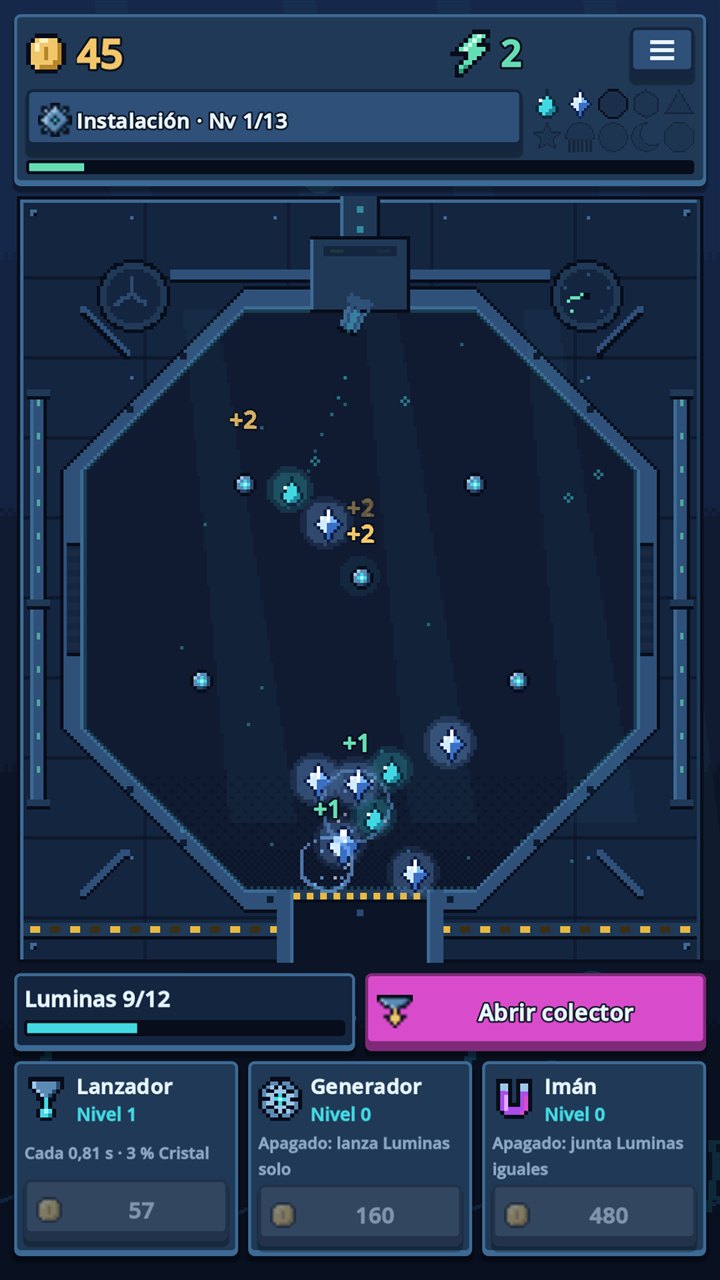 45
2
Instalación · Nv 1/13
+2
+2
+2
+1
+1
Luminas 9/12
Abrir colector
Lanzador
Nivel 1
Cada 0,81 s · 3 % Cristal
57
Generador
Nivel 0
Apagado: lanza Luminas
solo
160
Imán
Nivel 0
Apagado: junta Luminas
iguales
480